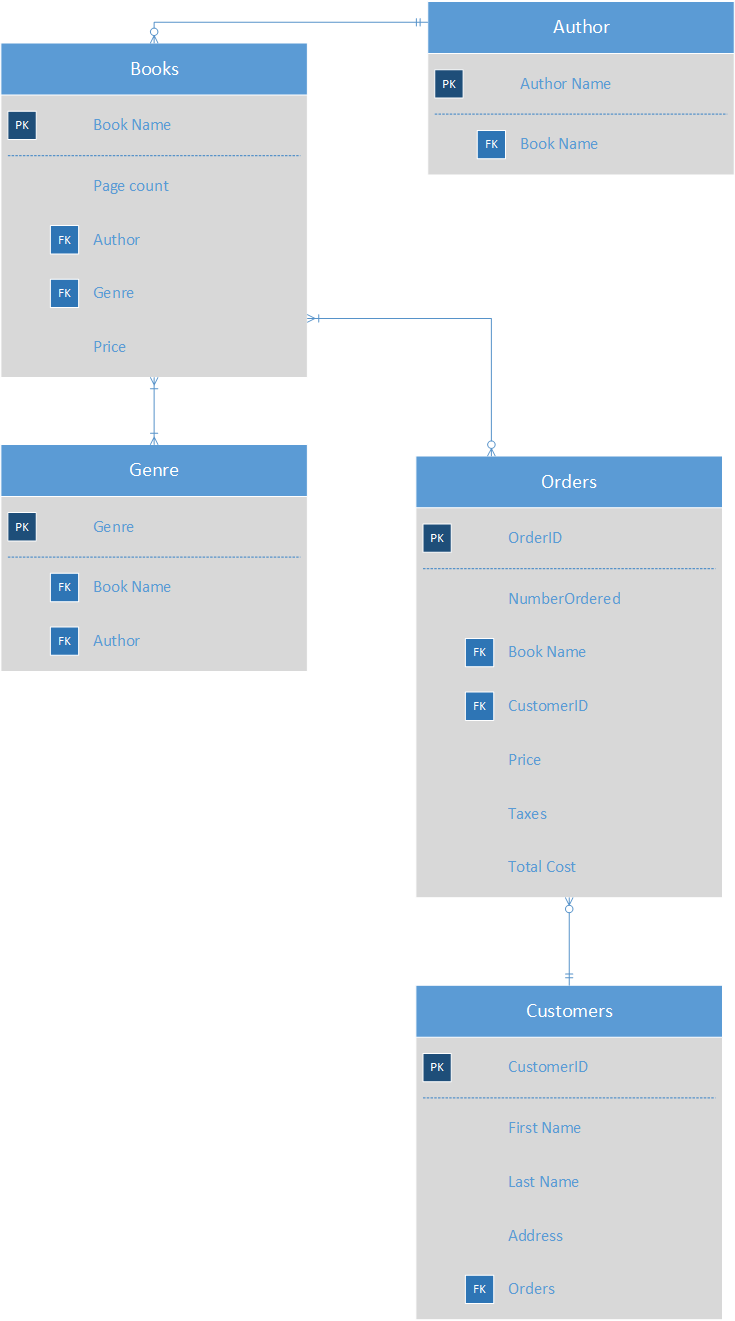 Author
PK Author Name
FK Book Name
Books
PK Book Name
Page count
FK Author
FK Genre
Price
Genre
PK Genre
FK Book Name
FK Author
Orders
PK OrderID
NumberOrdered
FK Book Name
FK CustomerID
Price
Taxes
Total Cost
Customers
PK CustomerID
First Name
Last Name
Address
FK Orders